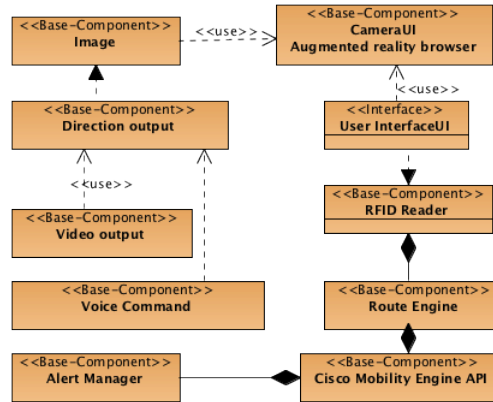 <<Base-Component>>
Image
<<use>>
<<Base-Component>>
CameraUI
Augmented reality browser
<<use>>
<<Base-Component>>
Direction output
<<Interface>>
User InterfaceUI
<<use>>
<<Base-Component>>
RFID Reader
<<Base-Component>>
Video output
<<Base-Component>>
Voice Command
<<Base-Component>>
Route Engine
<<Base-Component>>
Alert Manager
<<Base-Component>>
Cisco Mobility Engine API